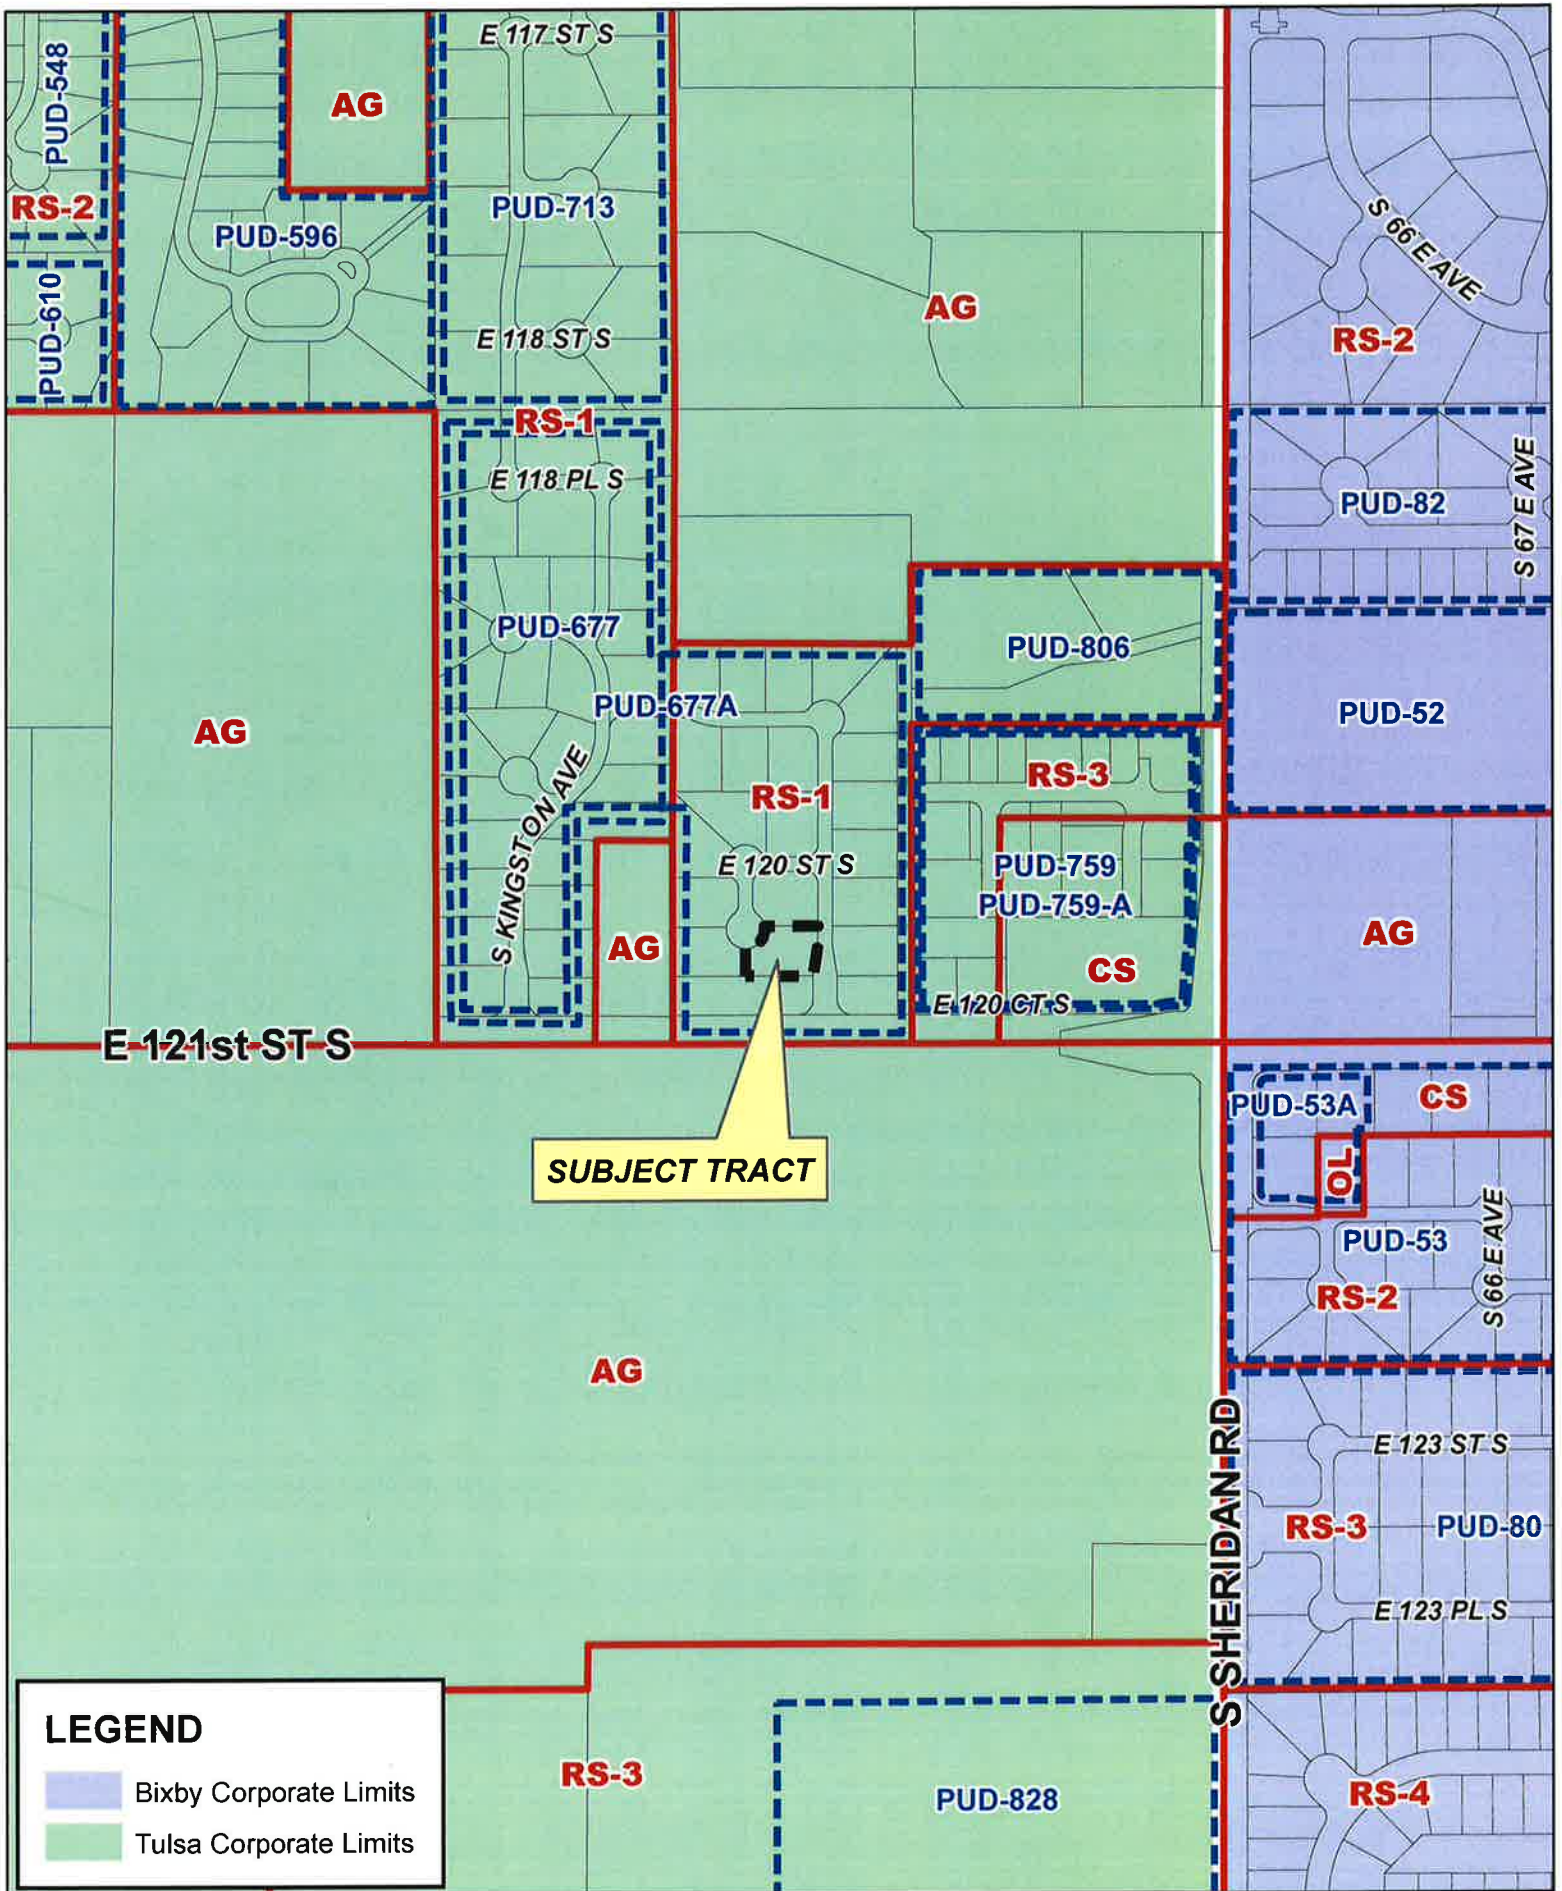 E 117 ST S
PUD-548
AG
RS-2
PUD-713
PUD-596
S 66 E AVE
PUD-610
AG
E 118 ST S
RS-2
RS-1
E 118 PL S
PUD-82
S 67 E AVE
PUD-677
PUD-806
PUD-677A
PUD-52
AG
RS-3
RS-1
S KINGSTON AVE
E 120 ST S
PUD-759
PUD-759-A
AG
AG
CS
E 120 CT S
E 121st ST S
PUD-53A
CS
OL
SUBJECT TRACT
PUD-53
S 66 E AVE
RS-2
AG
S SHERIDAN RD
E 123 ST S
RS-3
PUD-80
E 123 PL S
LEGEND
Bixby Corporate Limits
Tulsa Corporate Limits
RS-3
PUD-828
RS-4